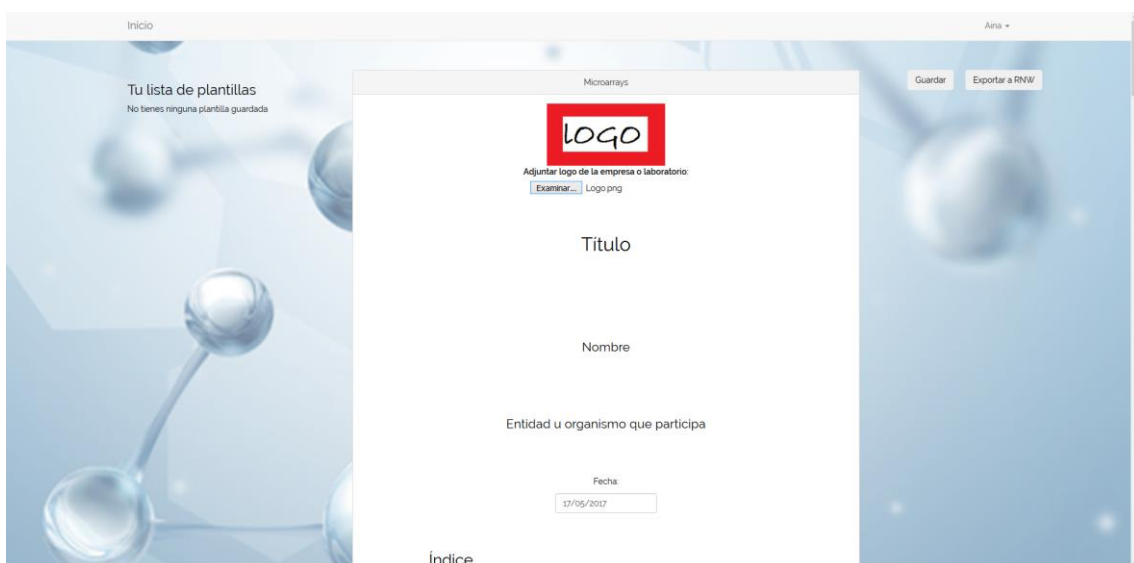 Inicio
Aina
Tu lista de plantillas
No tienes ninguna plantilla guardada
Microarrays
Guardar
Exportar a RNW
LOGO
Adjuntar logo de la empresa o laboratorio:
Examinar... Logo.png
Título
Nombre
Entidad u organismo que participa
Fecha:
17/05/2017
Índice